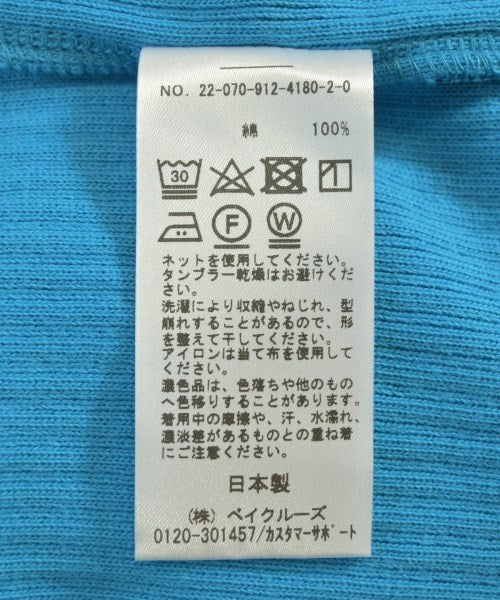 NO. 22-070-912-4180-2-0
綿 100%
30
F W
ネットを使用してください。
タンブラー乾燥はお避けくだ
さい。
洗濯により収縮やねじれ、型
崩れすることがあるので、形
を整えて干してください。
アイロンは当て布を使用して
ください。
濃色品は、色落ちや他のもの
へ色移りすることがあります。
着用中の摩擦や、汗、水濡れ、
濃淡差があるものとの重ね着
にご注意ください。
日本製
(株) ベイクルーズ
0120-301457/カスタマーサポート